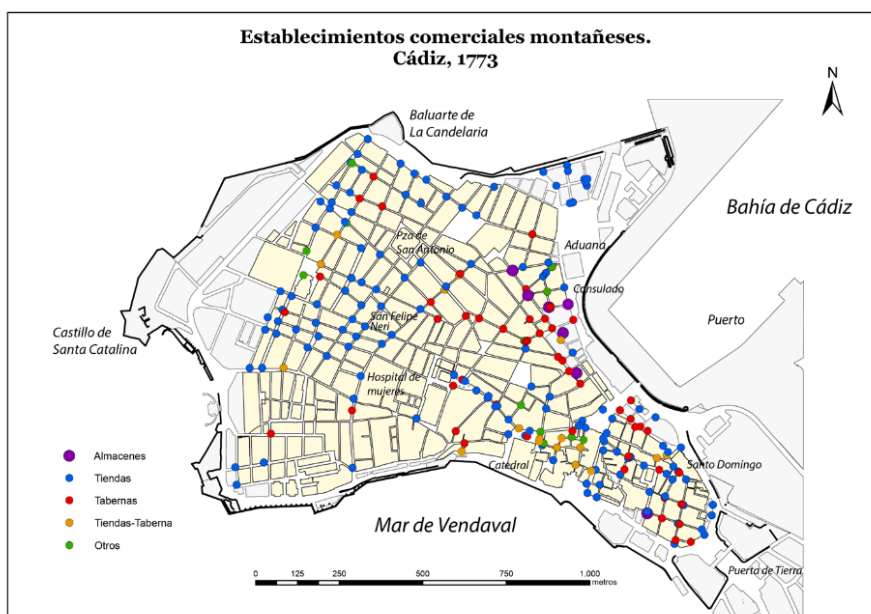 Establecimientos comerciales montañeses.
Cádiz, 1773
N
Baluarte de
La Candelaria
Bahía de Cádiz
Pza de
San Antonio
Aduana
Consulado
Puerto
San Felipe
Neri
Castillo de
Santa Catalina
Hospital de
mujeres
Catedral
Santo Domingo
Almacenes
Tiendas
Tabernas
Tiendas-Taberna
Otros
Mar de Vendaval
Puerta de Tierra
0 125 250 500 750 1.000
metros